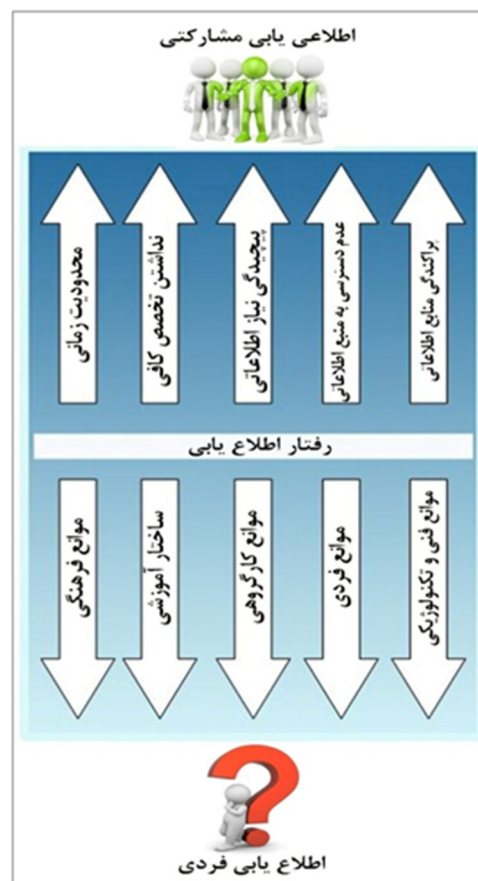 اطلاعی یابی مشارکتی
پراکندگی منابع اطلاعاتی
عدم دسترسی به منبع اطلاعاتی
پیچیدگی نیاز اطلاعاتی
نداشتن تخصص کافی
محدودیت زمانی
رفتار اطلاع یابی
موانع فنی و تکنولوژیکی
موانع فردی
موانع کارگروهی
ساختار آموزشی
موانع فرهنگی
اطلاع یابی فردی